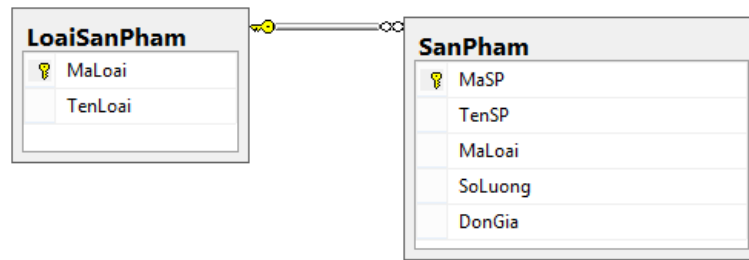 LoaiSanPham
MaLoai
TenLoai
SanPham
MaSP
TenSP
MaLoai
SoLuong
DonGia